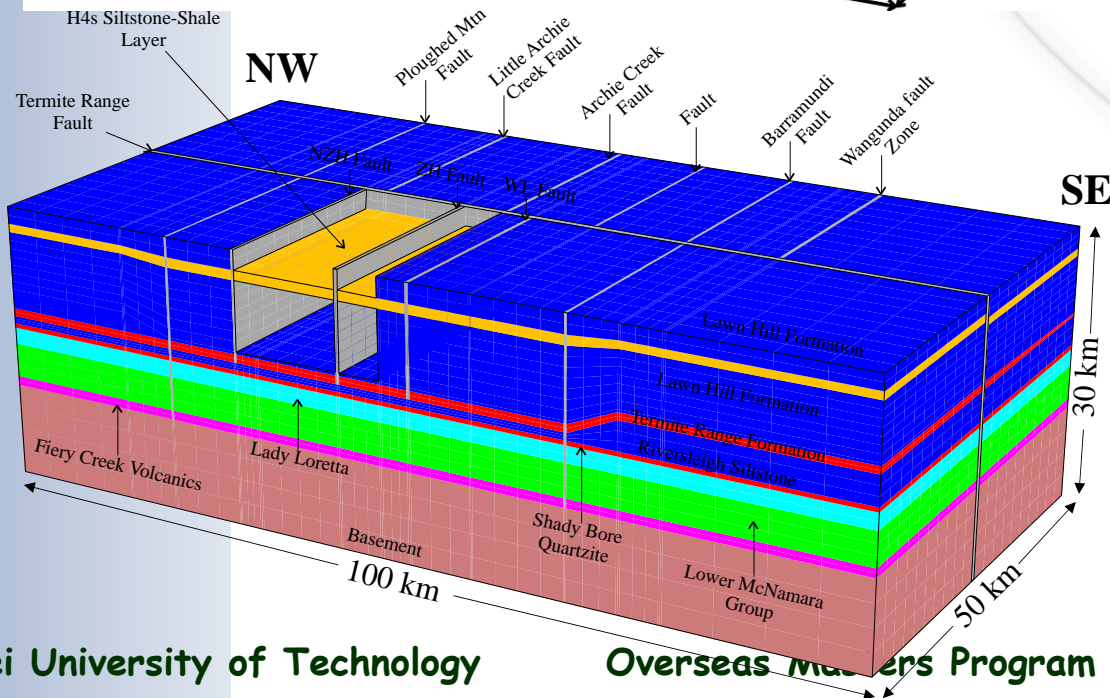 H4s Siltstone-Shale
Layer
NW
Ploughed Mtn
Fault
Little Archie
Creek Fault
Archie Creek
Fault
Fault
Barramundi
Fault
Wangunda fault
Zone
Termite Range
Fault
NZH Fault
ZH Fault
WL Fault
SE
Lawn Hill Formation
Lawn Hill Formation
Termite Range Formation
Riversleigh Siltstone
30 km
Fiery Creek Volcanics
Lady Loretta
Shady Bore
Quartzite
Basement
Lower McNamara
Group
100 km
50 km
ei University of Technology
Overseas Masters Program